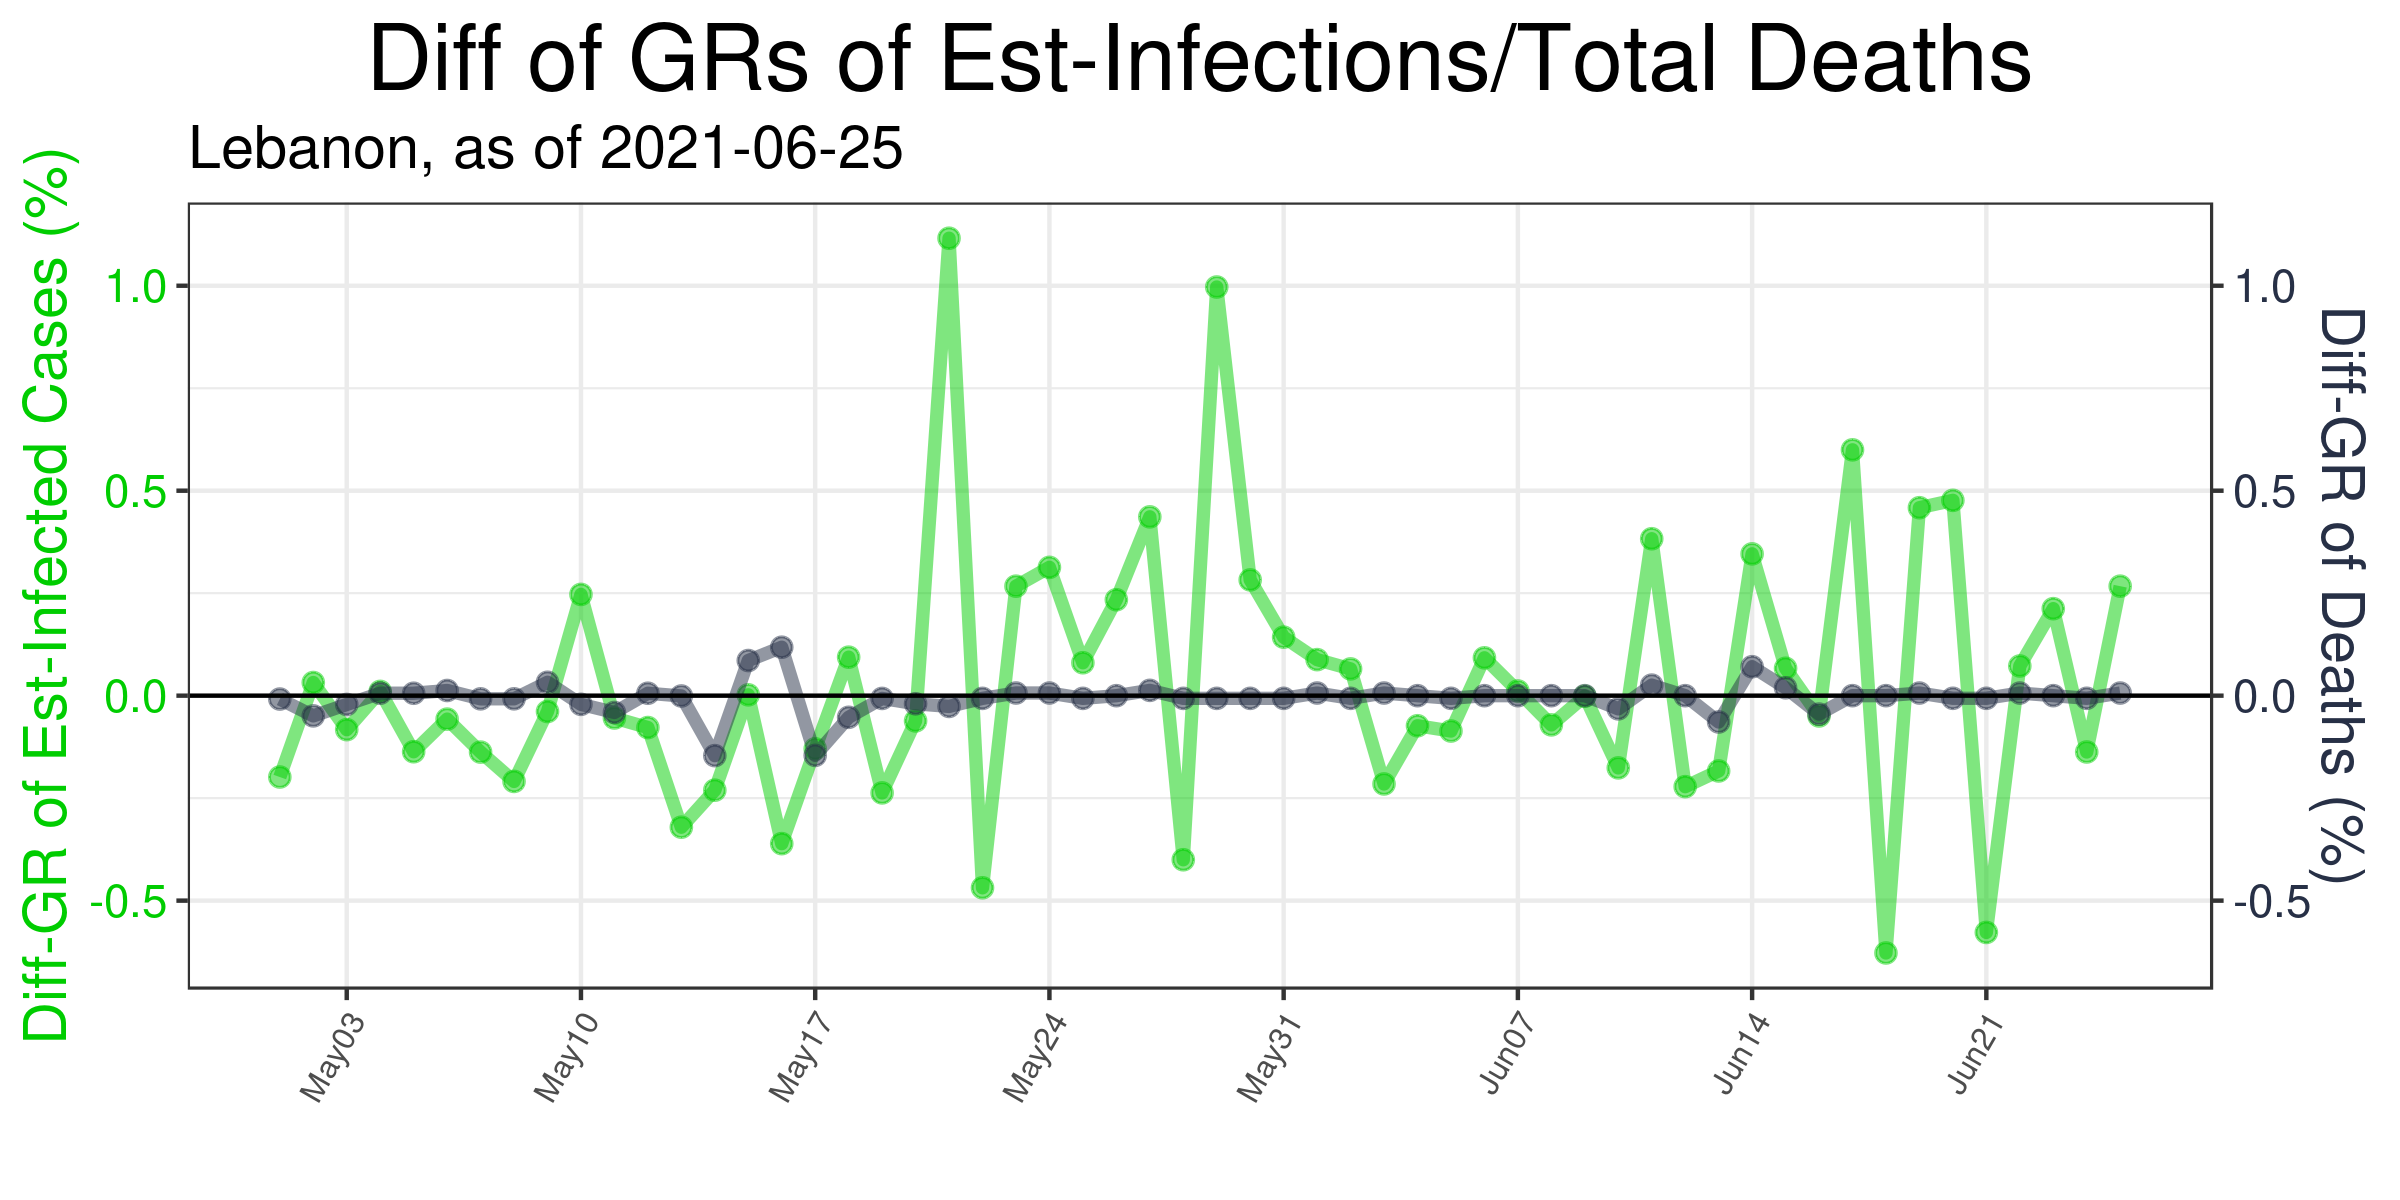 Diff of GRs of Est-Infections/Total Deaths
Lebanon, as of 2021-06-25
Diff-GR of Est-Infected Cases (%)
1.0
0.5
0.0
-0.5
1.0
0.5
0.0
-0.5
Diff-GR of Deaths (%)
May03
May10
May17
May24
May31
Jun07
Jun14
Jun21